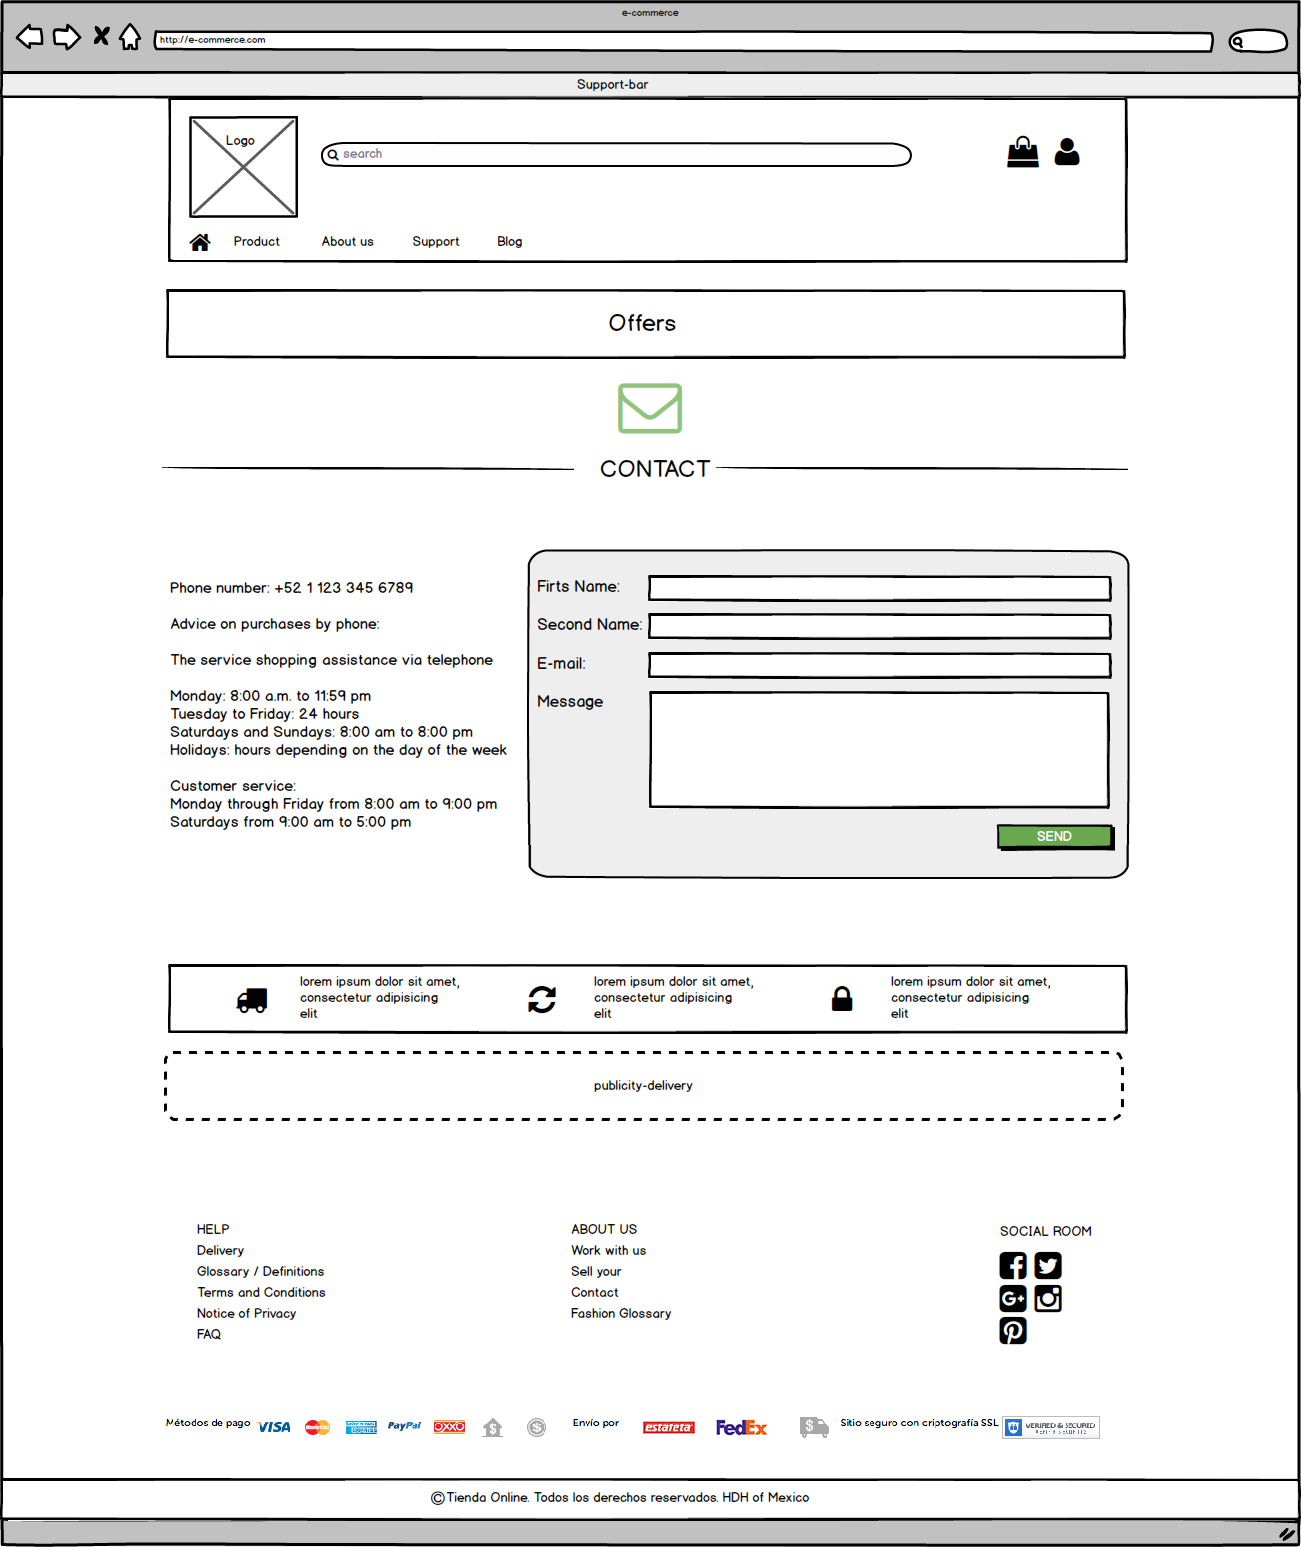 e-commerce
http://e-commerce.com
Support-bar
Logo
search
Product About us Support Blog
Offers
CONTACT
Phone number: +52 1 123 345 6789
Advice on purchases by phone:
The service shopping assistance via telephone
Monday: 8:00 a.m. to 11:59 pm
Tuesday to Friday: 24 hours
Saturdays and Sundays: 8:00 am to 8:00 pm
Holidays: hours depending on the day of the week
Customer service:
Monday through Friday from 8:00 am to 9:00 pm
Saturdays from 9:00 am to 5:00 pm
Firts Name:
Second Name:
E-mail:
Message
SEND
lorem ipsum dolor sit amet,
consectetur adipisicing
elit
lorem ipsum dolor sit amet,
consectetur adipisicing
elit
lorem ipsum dolor sit amet,
consectetur adipisicing
elit
publicity-delivery
HELP
Delivery
Glossary / Definitions
Terms and Conditions
Notice of Privacy
FAQ
ABOUT US
Work with us
Sell your
Contact
Fashion Glossary
SOCIAL ROOM
Métodos de pago VISA MasterCard PayPal OXXO Envío por estafeta FedEx Sitio seguro con criptografía SSL VERIFIED & SECURED
©Tienda Online. Todos los derechos reservados. HDH of Mexico